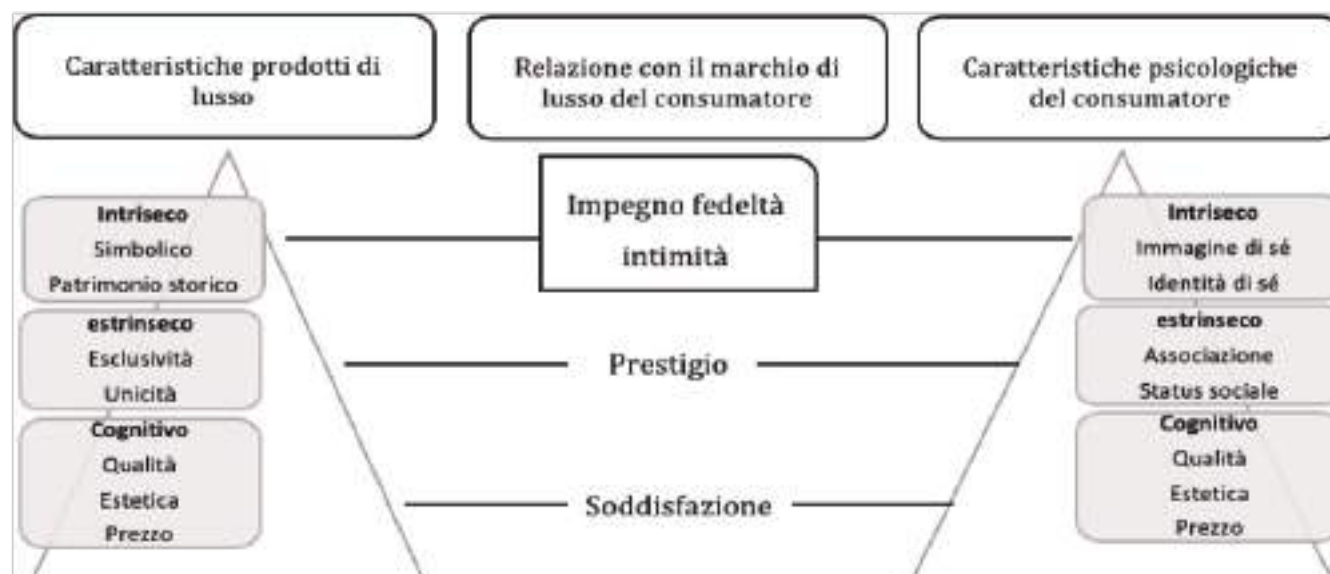 Caratteristiche prodotti di
lusso
Relazione con il marchio di
lusso del consumatore
Caratteristiche psicologiche
del consumatore
Intriseco
Simbolico
Patrimonio storico
estrinseco
Esclusività
Unicità
Cognitivo
Qualità
Estetica
Prezzo
Impegno fedeltà
intimità
Prestigio
Soddisfazione
Intriseco
Immagine di sé
Identità di sé
estrinseco
Associazione
Status sociale
Cognitivo
Qualità
Estetica
Prezzo